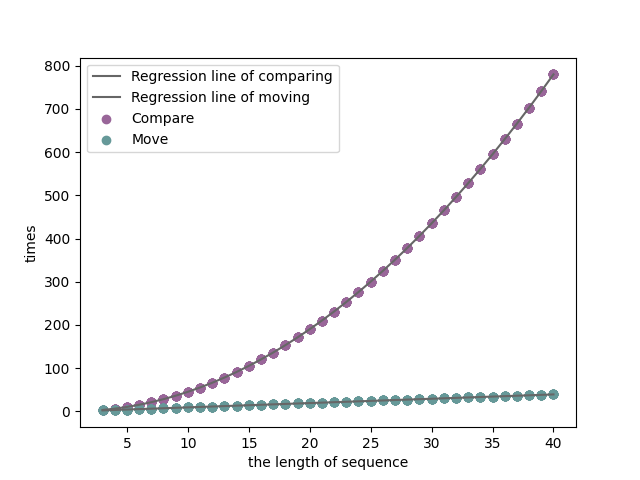 Regression line of comparing
Regression line of moving
Compare
Move
800
700
600
500
400
300
200
100
0
times
5 10 15 20 25 30 35 40
the length of sequence